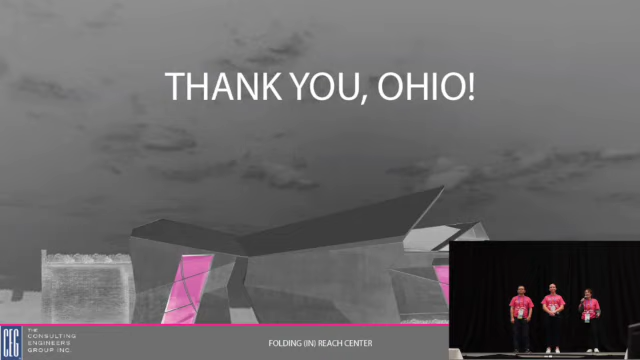 THANK YOU, OHIO!
CEG
THE
CONSULTING
ENGINEERS
GROUP INC.
FOLDING (IN) REACH CENTER